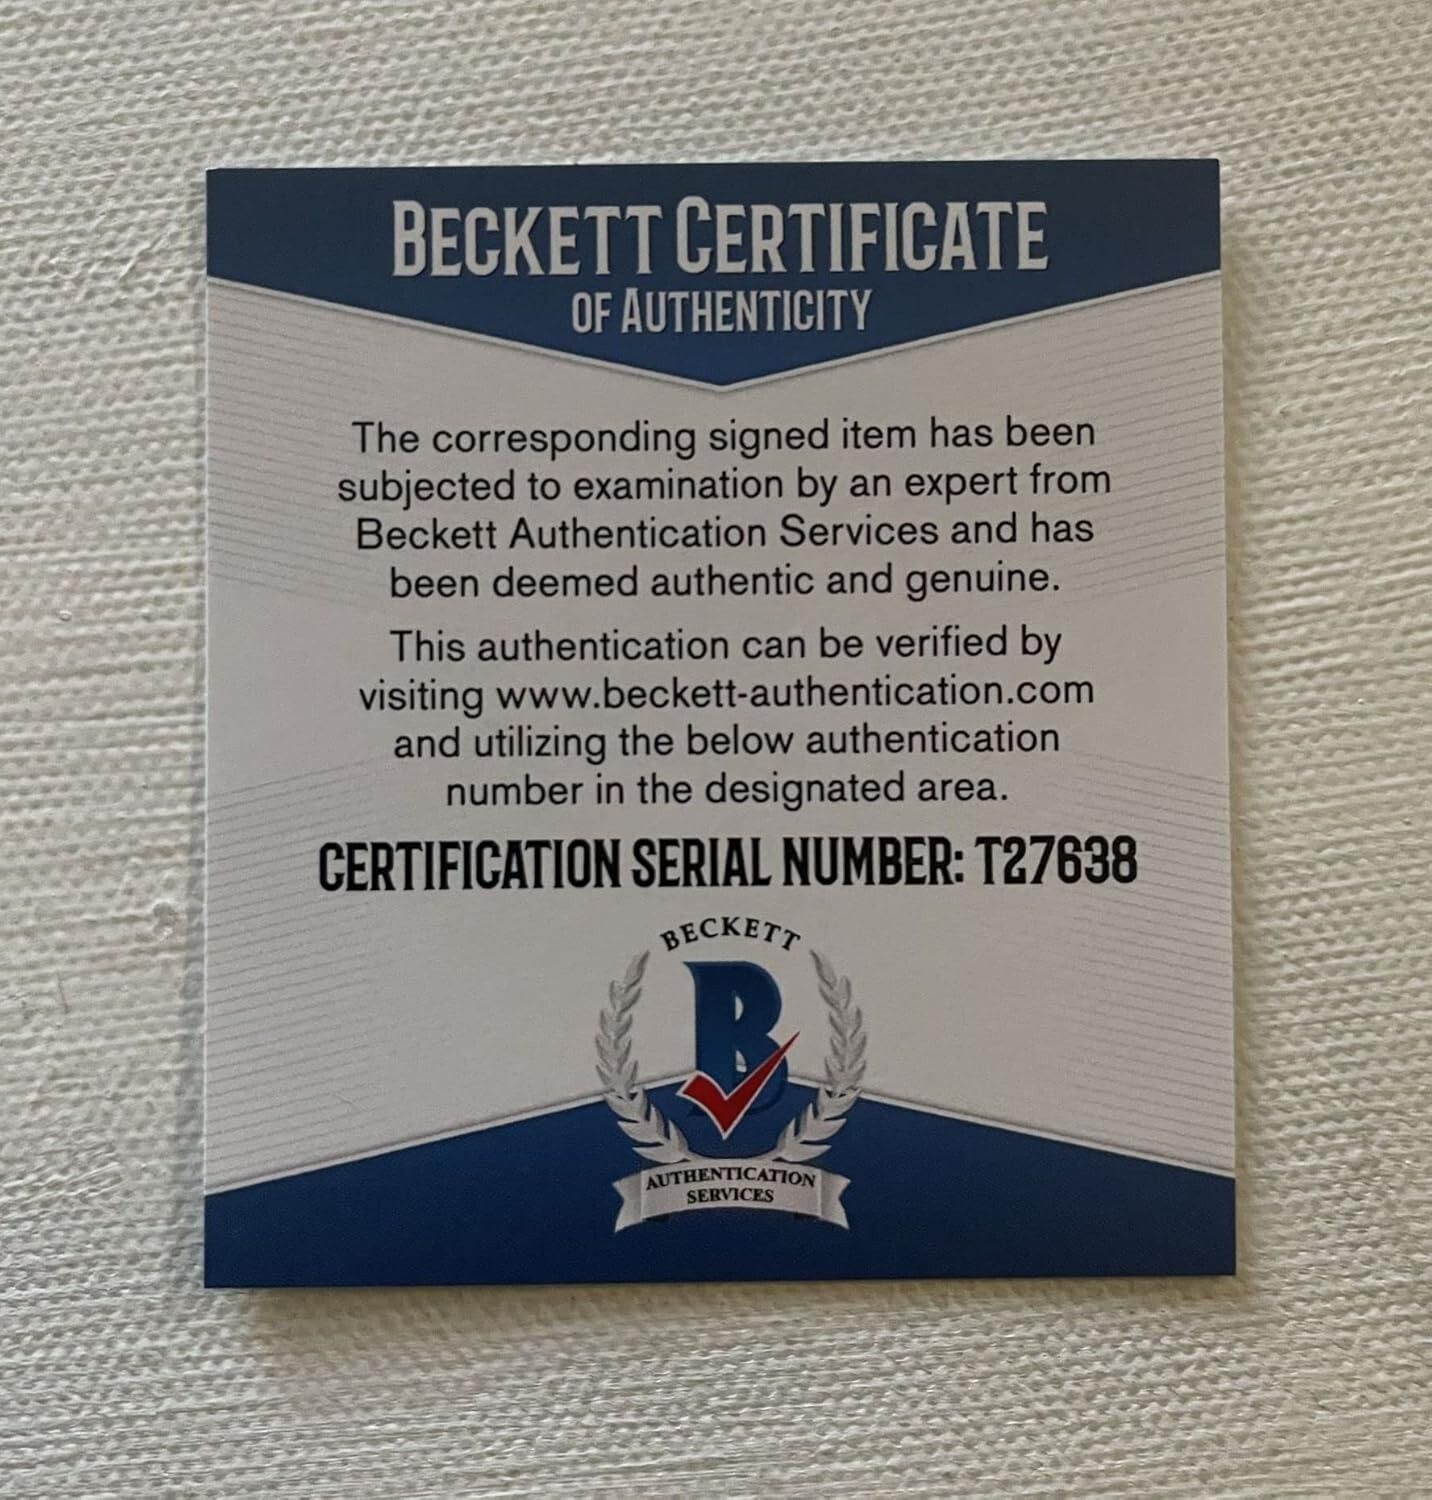 BECKETT CERTIFICATE
OF AUTHENTICITY
The corresponding signed item has been
subjected to examination by an expert from
Beckett Authentication Services and has
been deemed authentic and genuine.
This authentication can be verified by
visiting www.beckett-authentication.com
and utilizing the below authentication
number in the designated area.
CERTIFICATION SERIAL NUMBER: T27638
BECKETT
B
AUTHENTICATION
SERVICES